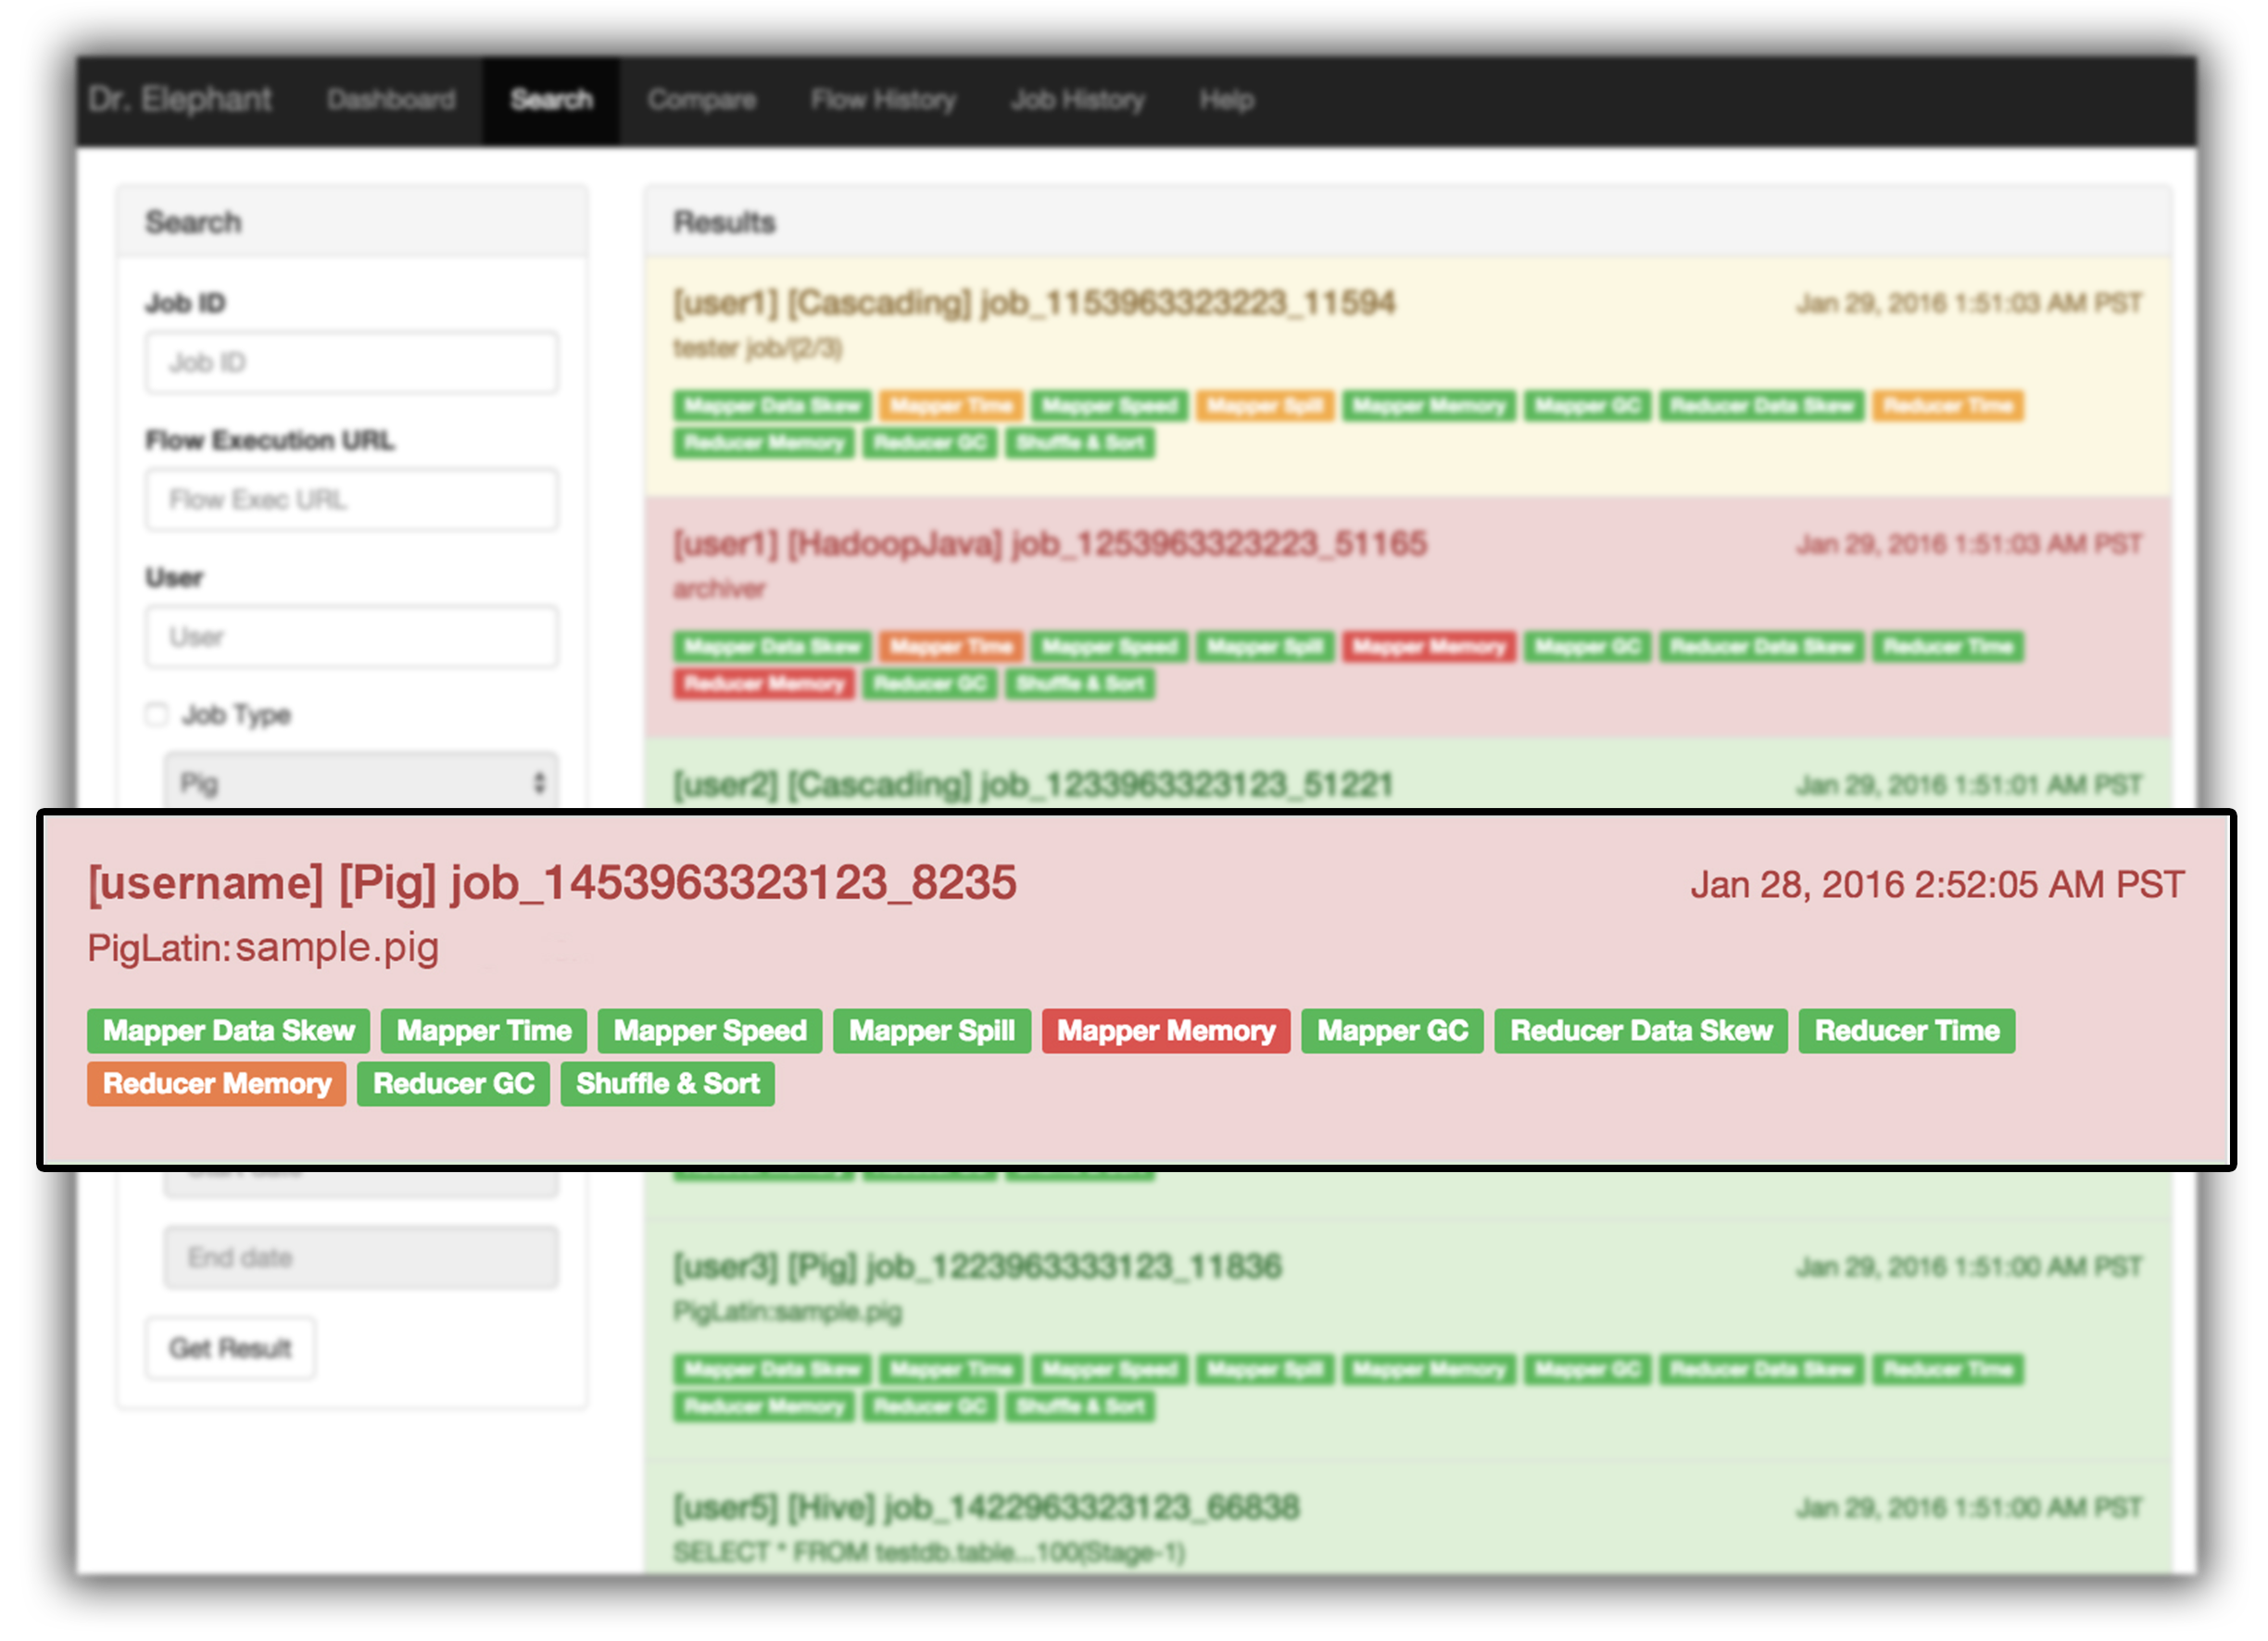 Dr. Elephant Dashboard Search Compare Flow History Job History Help
Search
Job ID
Job ID
Flow Execution URL
Flow Exec URL
User
User
Job Type
Pig
Results
[user1] [Cascading] job_1153963323223_11594 Jan 29, 2016 1:51:03 AM PST
tester job/(2/3)
Mapper Data Skew Mapper Time Mapper Speed Mapper Spill Mapper Memory Mapper GC Reducer Data Skew Reducer Time
Reducer Memory Reducer GC Shuffle & Sort
[user1] [HadoopJava] job_1253963323223_51165 Jan 29, 2016 1:51:03 AM PST
archiver
Mapper Data Skew Mapper Time Mapper Speed Mapper Spill Mapper Memory Mapper GC Reducer Data Skew Reducer Time
Reducer Memory Reducer GC Shuffle & Sort
[user2] [Cascading] job_1233963323123_51221 Jan 29, 2016 1:51:01 AM PST
[username] [Pig] job_1453963323123_8235 Jan 28, 2016 2:52:05 AM PST
PigLatin:sample.pig
Mapper Data Skew Mapper Time Mapper Speed Mapper Spill Mapper Memory Mapper GC Reducer Data Skew Reducer Time
Reducer Memory Reducer GC Shuffle & Sort
End date
Get Result
[user3] [Pig] job_1223963333123_11836 Jan 29, 2016 1:51:00 AM PST
PigLatin:sample.pig
Mapper Data Skew Mapper Time Mapper Speed Mapper Spill Mapper Memory Mapper GC Reducer Data Skew Reducer Time
Reducer Memory Reducer GC Shuffle & Sort
[user5] [Hive] job_1422963323123_66838 Jan 29, 2016 1:51:00 AM PST
SELECT * FROM testdb.table...100(Stage-1)